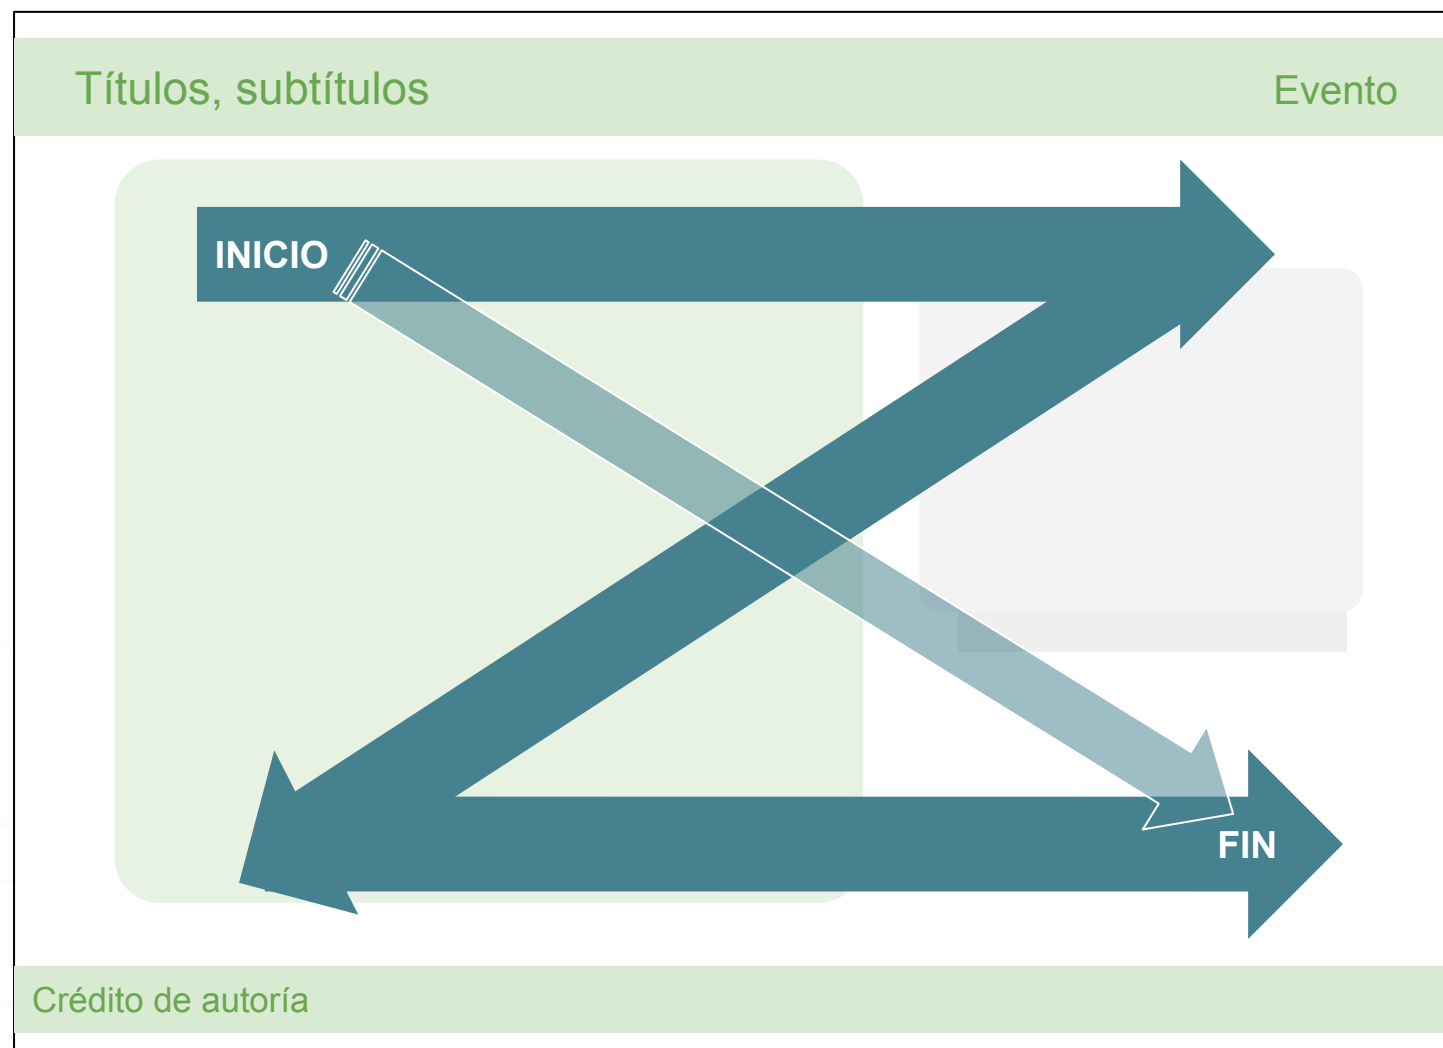 Títulos, subtítulos
Evento
INICIO
FIN
Crédito de autoría